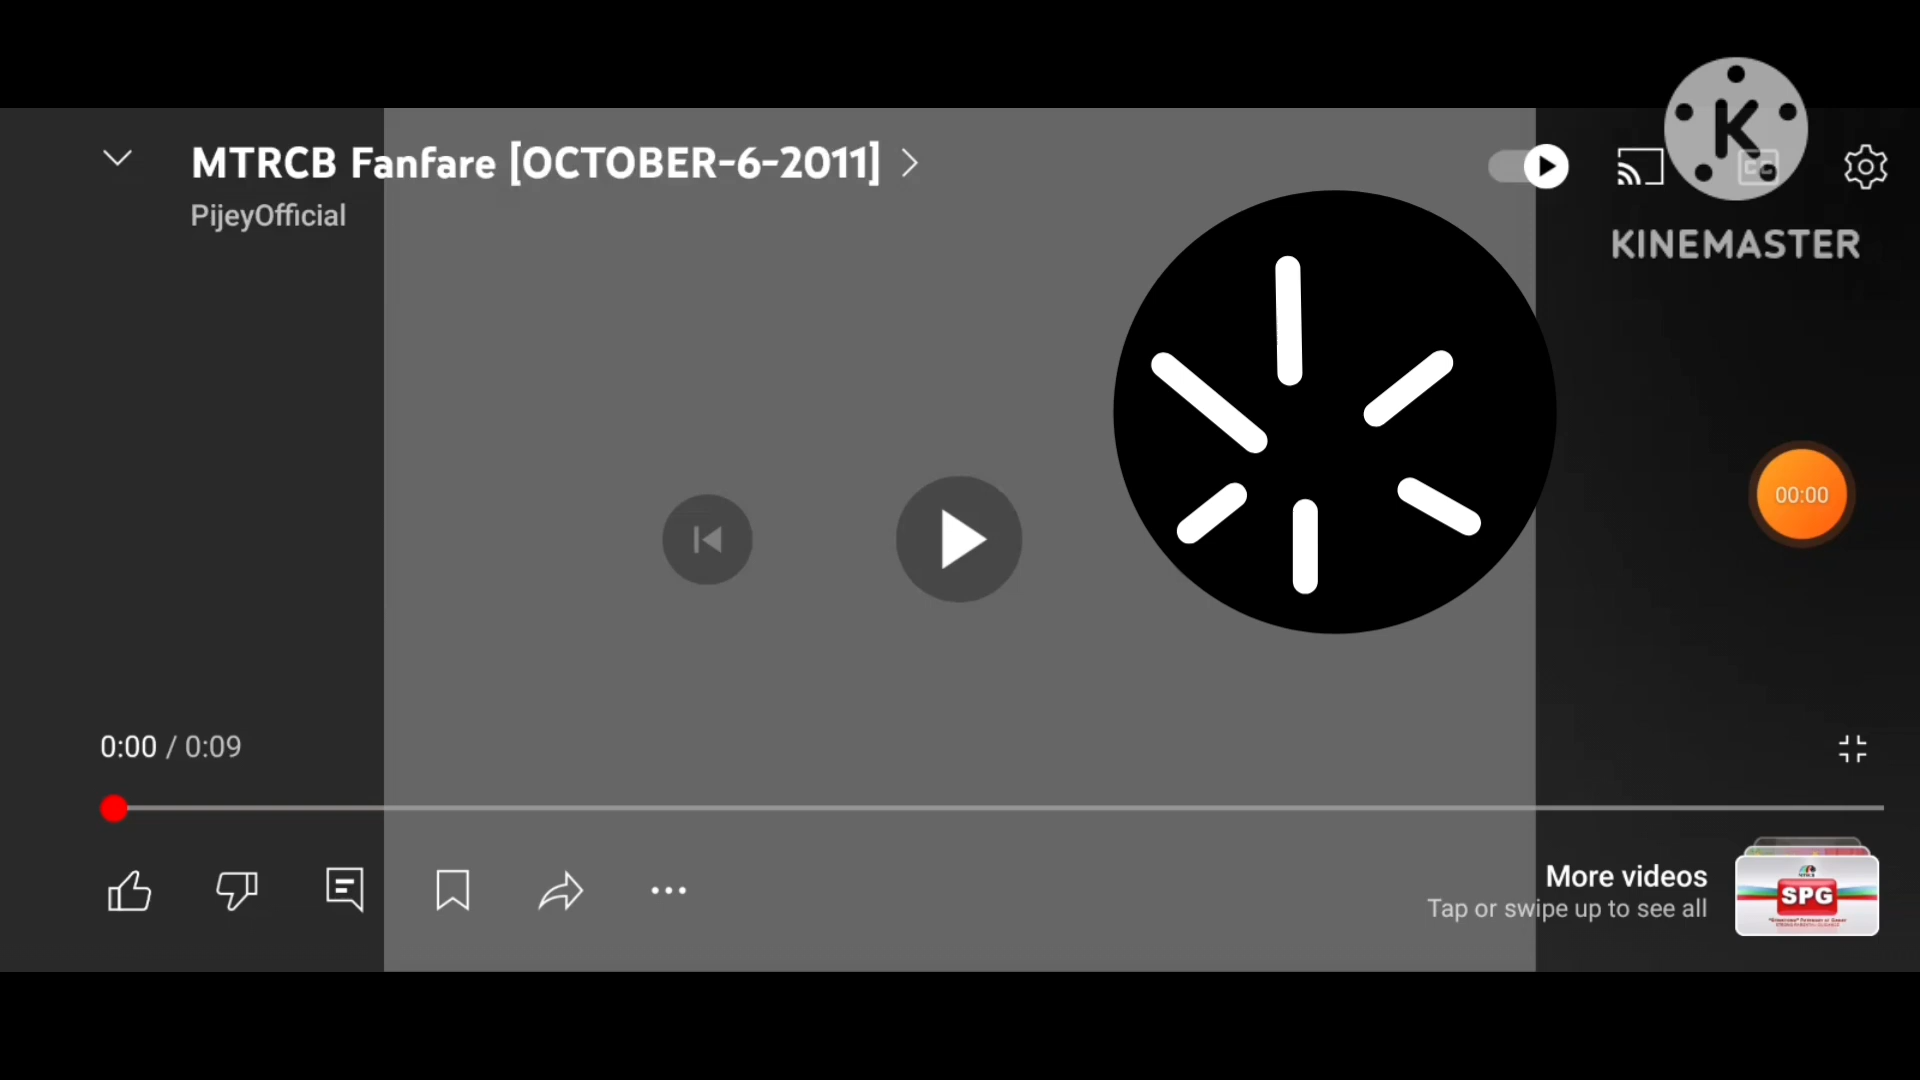 MTRCB Fanfare [OCTOBER-6-2011]
PijeyOfficial
K
CC
KINEMASTER
00:00
0:00 / 0:09
More videos
Tap or swipe up to see all
SPG